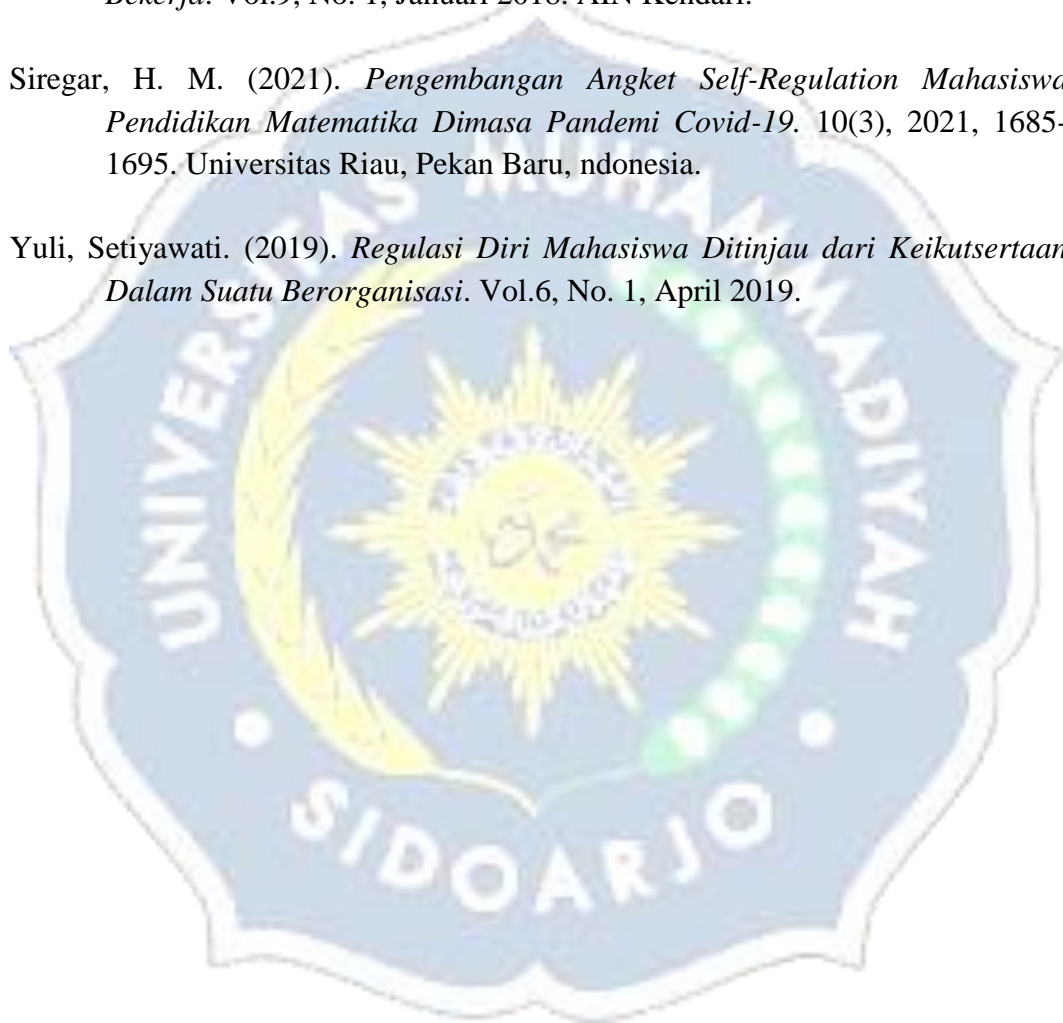 Siregar, H. M. (2021). Pengembangan Angket Self-Regulation Mahasiswa
Pendidikan Matematika Dimasa Pandemi Covid-19. 10(3), 2021, 1685-
1695. Universitas Riau, Pekan Baru, ndonesia.
Yuli, Setiyawati. (2019). Regulasi Diri Mahasiswa Ditinjau dari Keikutsertaan
Dalam Suatu Berorganisasi. Vol.6, No. 1, April 2019.
UNIVERSITAS MUHAMMADIYAH
SIDOARJO